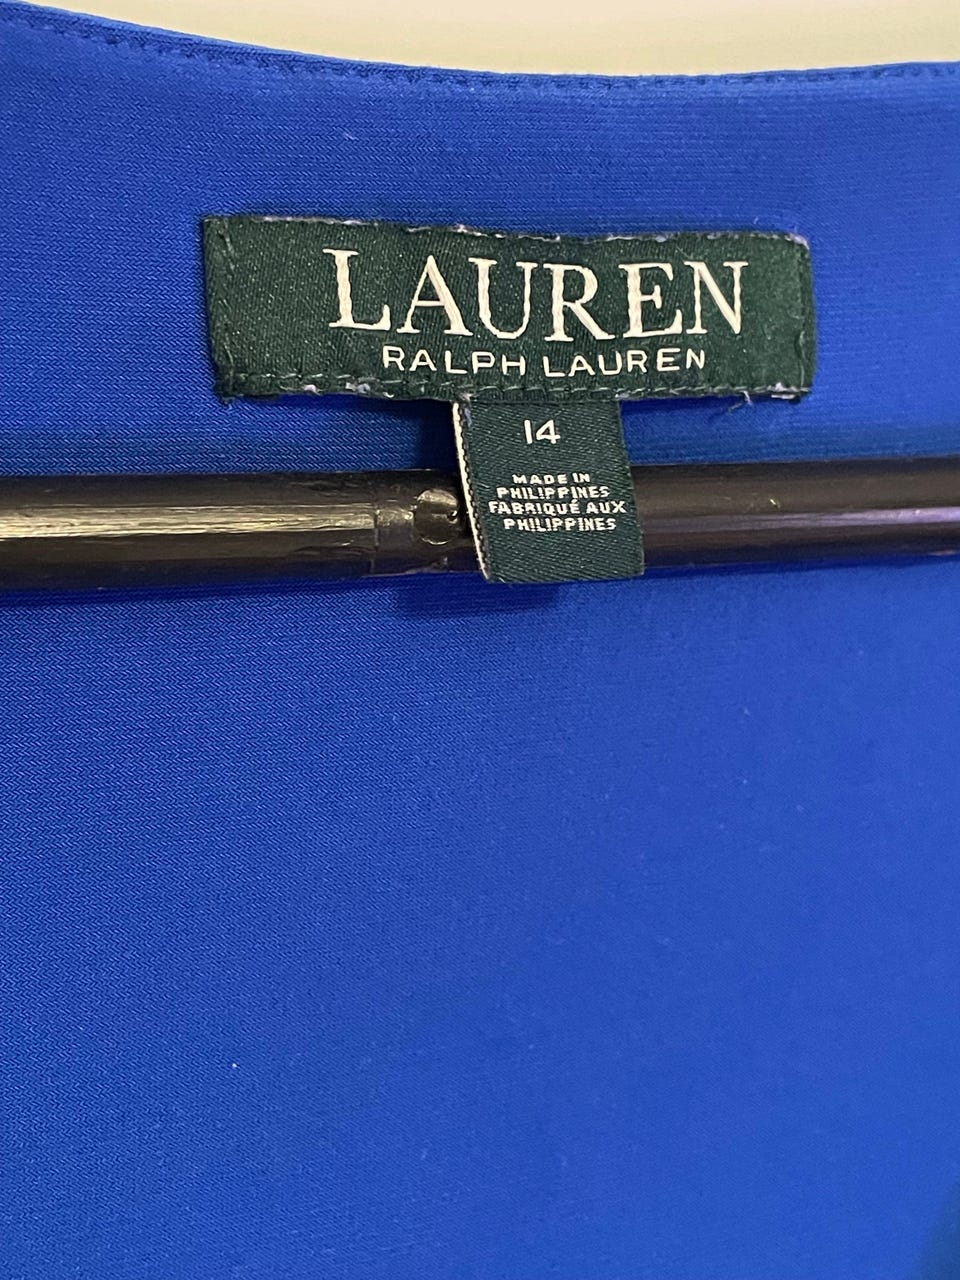 LAUREN
RALPH LAUREN
14
MADE IN
PHILIPPINES
FABRIQUÉ AUX
PHILIPPINES